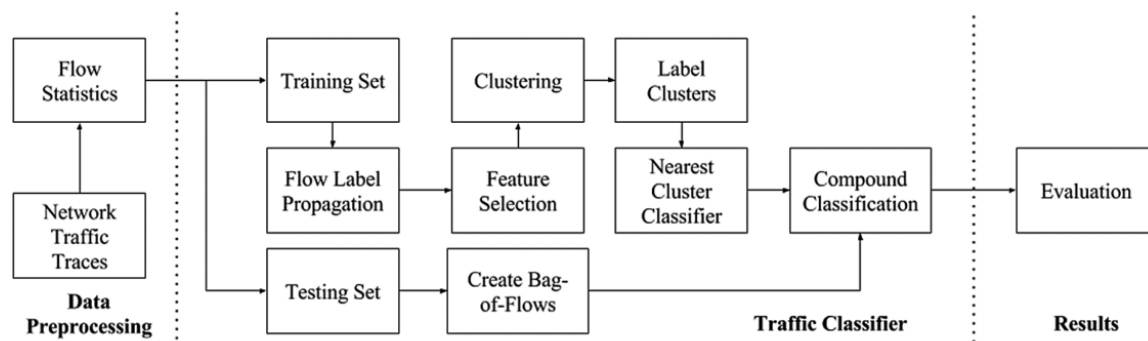 Flow
Statistics
Network
Traffic
Traces
Data
Preprocessing
Training Set
Flow Label
Propagation
Feature
Selection
Clustering
Label
Clusters
Nearest
Cluster
Classifier
Testing Set
Create Bag-
of-Flows
Compound
Classification
Traffic Classifier
Evaluation
Results